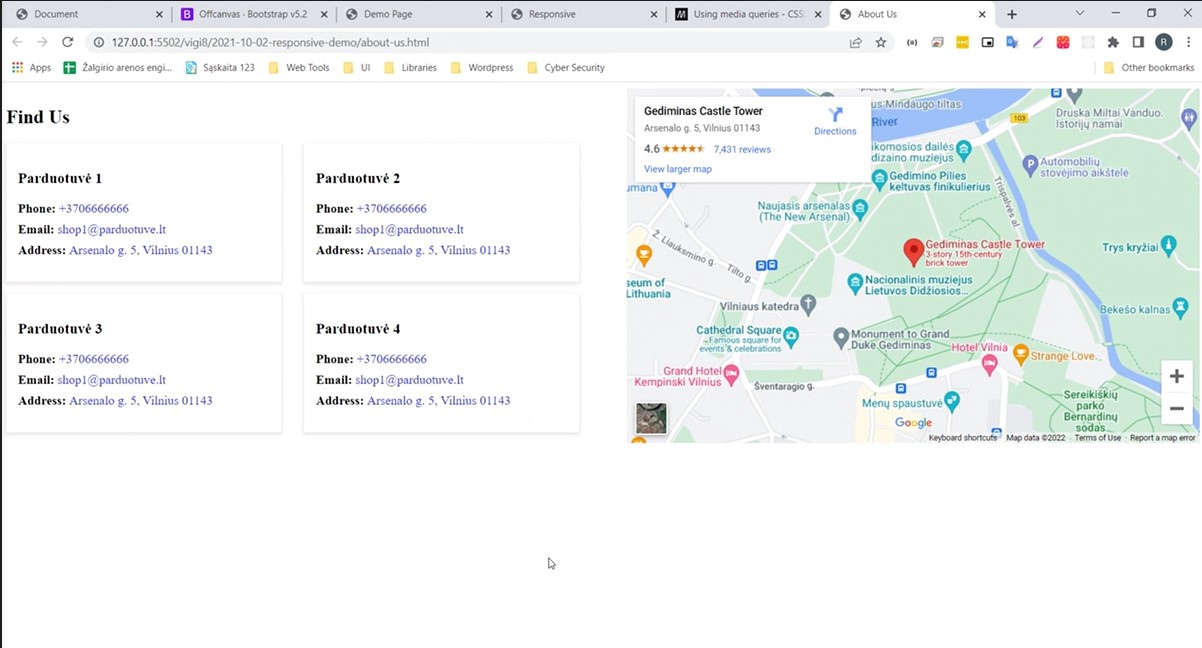 Document
Offcanvas - Bootstrap v5.2
Demo Page
Responsive
Using media queries - CSS:
About Us
127.0.0.1:5502/vigi8/2021-10-02-responsive-demo/about-us.html
R
Apps
Žalgirio arenos engi...
Sąskaita 123
Web Tools
UI
Libraries
Wordpress
Cyber Security
Other bookmarks
Find Us
Parduotuvė 1
Phone: +3706666666
Email: shop1@parduotuve.lt
Address: Arsenalo g. 5, Vilnius 01143
Parduotuvė 2
Phone: +3706666666
Email: shop1@parduotuve.lt
Address: Arsenalo g. 5, Vilnius 01143
Parduotuvė 3
Phone: +3706666666
Email: shop1@parduotuve.lt
Address: Arsenalo g. 5, Vilnius 01143
Parduotuvė 4
Phone: +3706666666
Email: shop1@parduotuve.lt
Address: Arsenalo g. 5, Vilnius 01143
Gediminas Castle Tower
Arsenalo g. 5, Vilnius 01143
4.6
7,431 reviews
View larger map
Directions
us Mindaugo tiltas
River
103
Druska Miltai Vanduo.
Istorijų namai
ikomosios dailės
dizaino muziejus
Automobilių
stovėjimo aikštelė
Gedimino Pilies
keltuvas finikulierius
umana
Naujasis arsenalas
(The New Arsenal)
Trispalvės al.
Ž. Liauksmino g.
Tilto g.
Gediminas Castle Tower
3-story 15th-century
brick tower
Trys kryžiai
seum of
Lithuania
Nacionalinis muziejus
Lietuvos Didžiosios...
Vilniaus katedra
Bekešo kalnas
Cathedral Square
Famous square for
events & celebrations
Monument to Grand
Duke Gediminas
Hotel Vilnia
Strange Love.
Grand Hotel
Kempinski Vilnius
Šventaragio g.
Menų spaustuvė
Sereikiškių
parko
Bernardinų
sodas
Google
Keyboard shortcuts
Map data ©2022
Terms of Use
Report a map error